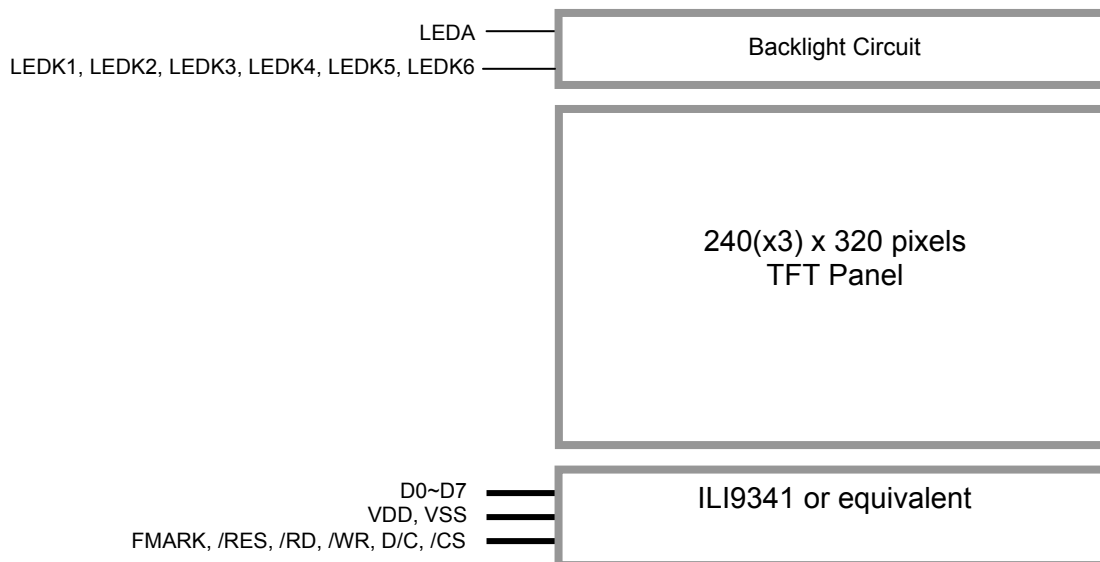 LEDA
LEDK1, LEDK2, LEDK3, LEDK4, LEDK5, LEDK6
Backlight Circuit
240(x3) x 320 pixels
TFT Panel
D0~D7
VDD, VSS
FMARK, /RES, /RD, /WR, D/C, /CS
ILI9341 or equivalent